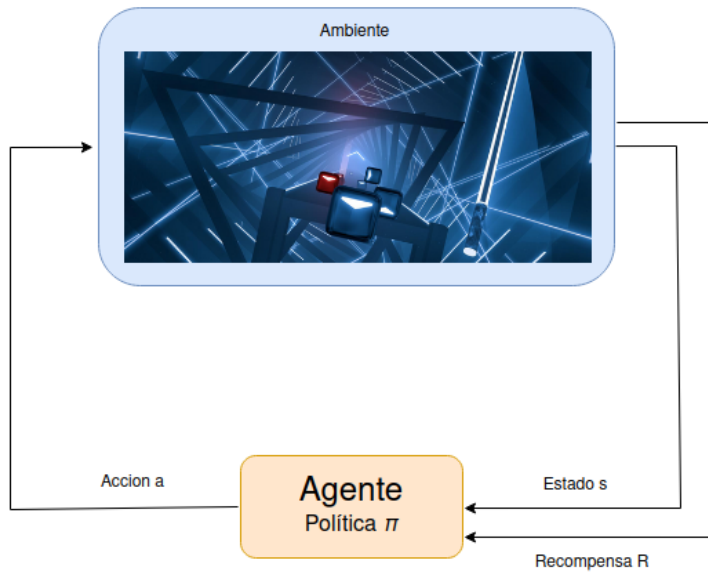 Ambiente
Accion a
Agente
Política π
Estado s
Recompensa R